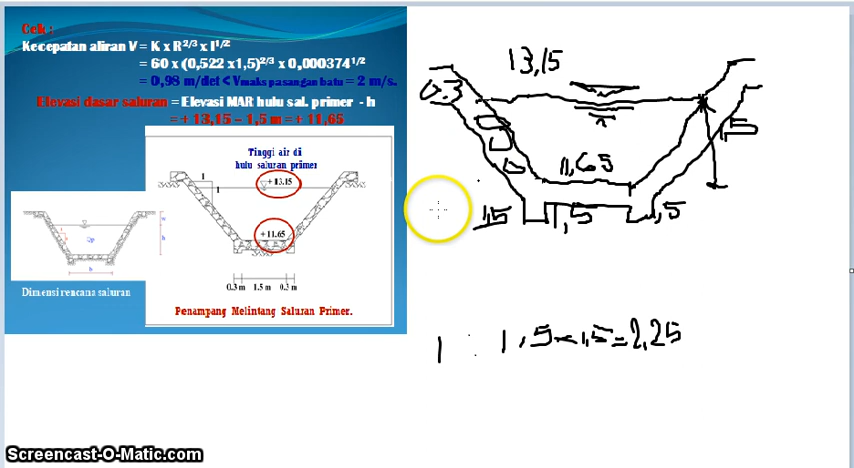 Cek :
Kecepatan aliran V = K x R2/3 x I1/2
= 60 x (0,522 x1,5)2/3 x 0,0003741/2
= 0,98 m/det < Vmaks pasangan batu = 2 m/s.
Elevasi dasar saluran = Elevasi MAR hulu sal. primer - h
= + 13,15 – 1,5 m = + 11,65
Tinggi air di
hulu saluran primer
1
1
+ 13.15
+ 11.65
0.3 m 1.5 m 0.3 m
Penampang Melintang Saluran Primer.
w
h
b
Dimensi rencana saluran
13,15
0.3
1,5
11,65
1,5 1,5 1,5
1 : 1,5 × 1,5 = 2,25
Screencast-O-Matic.com